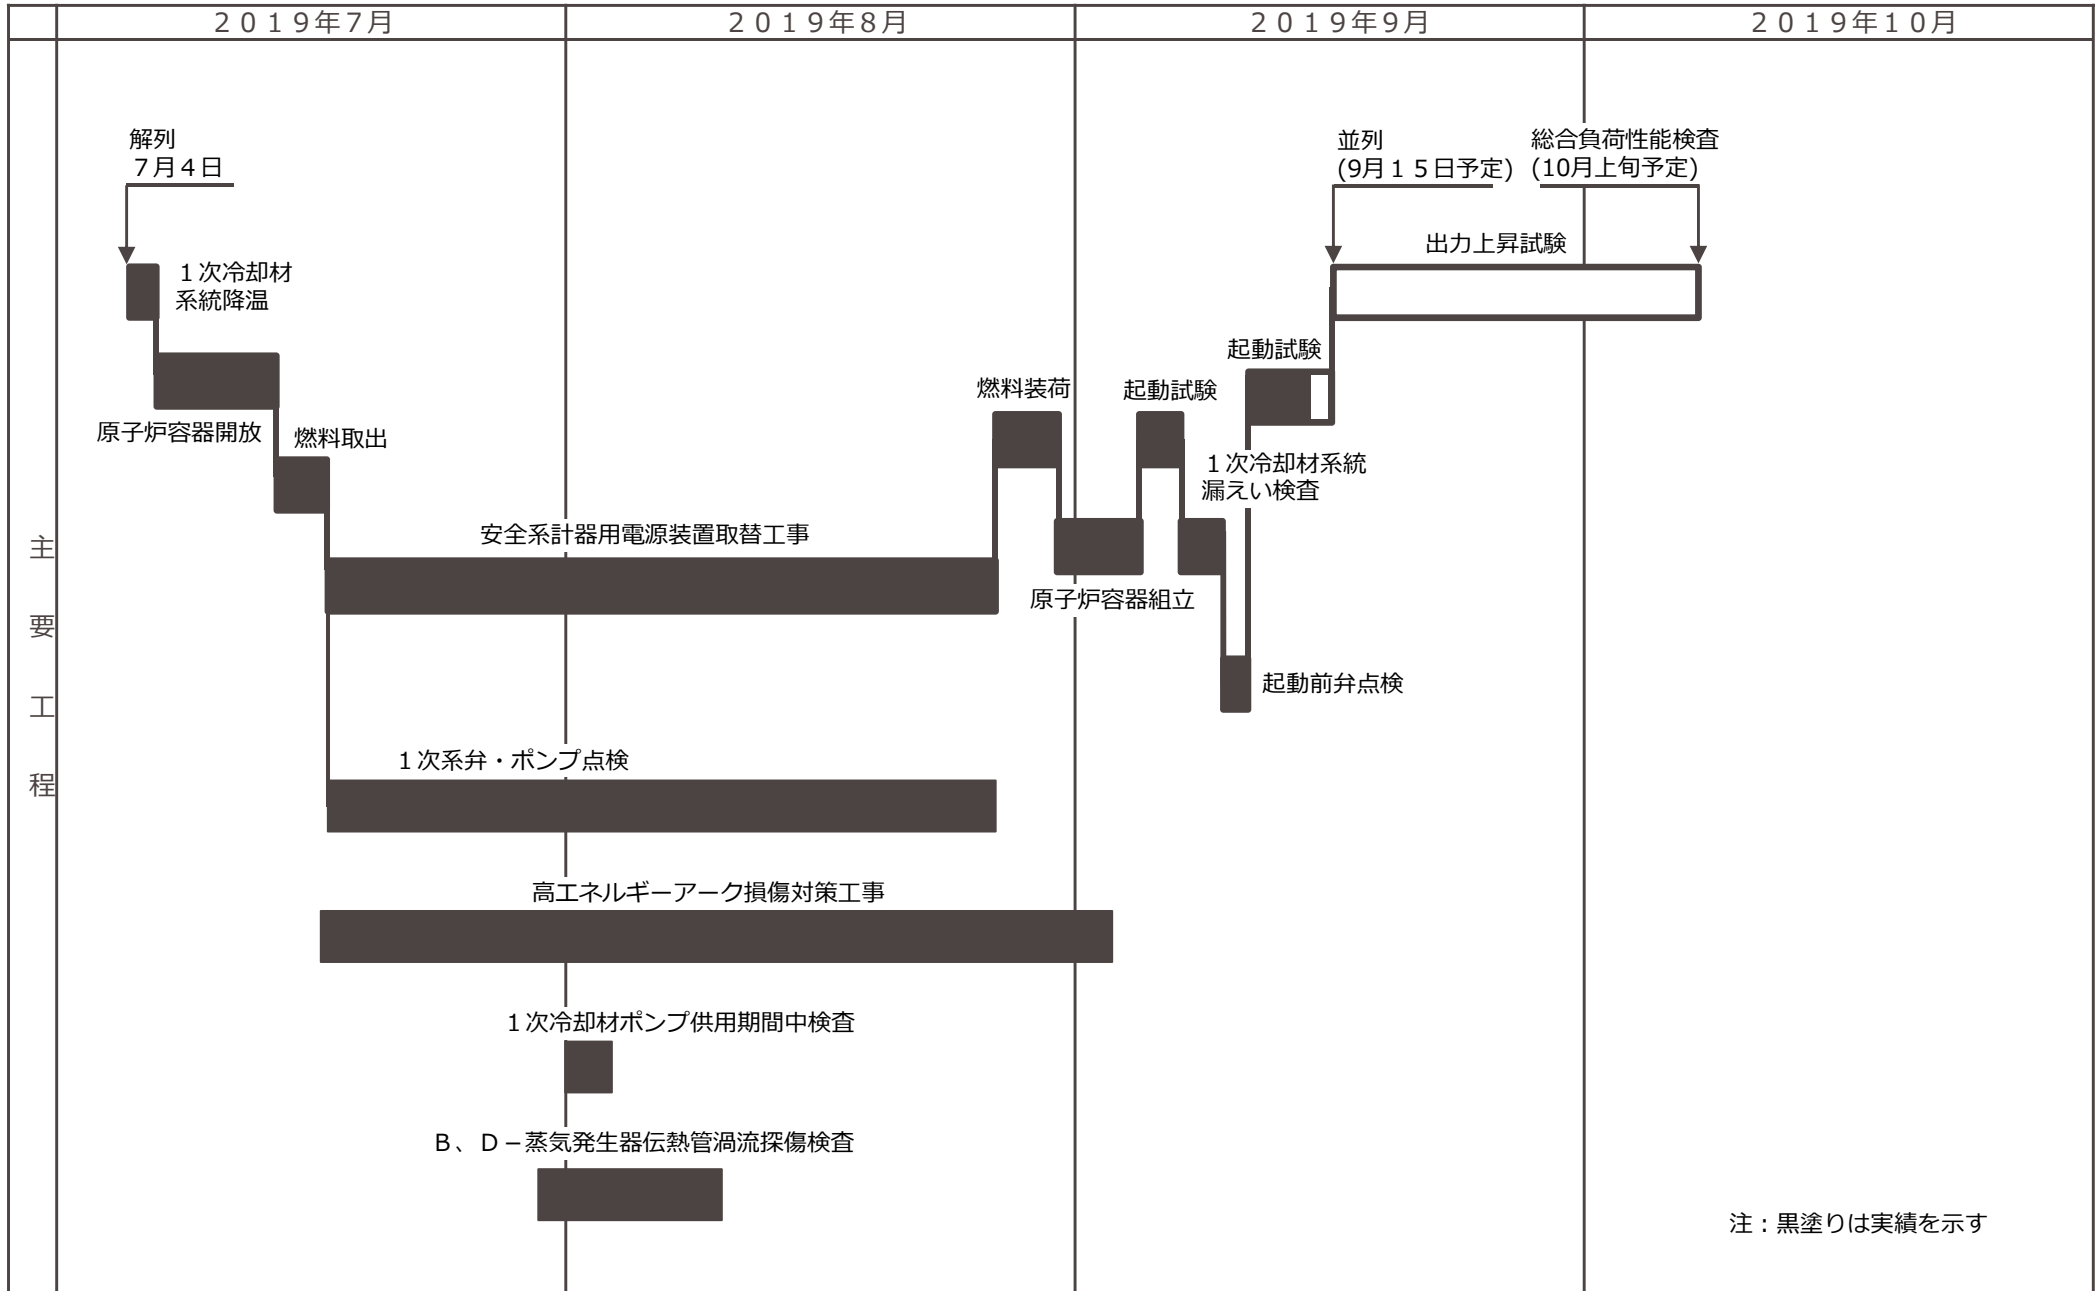 ２０１９年７月
２０１９年８月
２０１９年９月
２０１９年１０月
主要工程
解列
７月４日
並列
(9月１５日予定)
総合負荷性能検査
(10月上旬予定)
出力上昇試験
１次冷却材
系統降温
起動試験
燃料装荷
起動試験
原子炉容器開放
燃料取出
１次冷却材系統
漏えい検査
安全系計器用電源装置取替工事
原子炉容器組立
起動前弁点検
１次系弁・ポンプ点検
高エネルギーアーク損傷対策工事
１次冷却材ポンプ供用期間中検査
Ｂ、Ｄ－蒸気発生器伝熱管渦流探傷検査
注：黒塗りは実績を示す